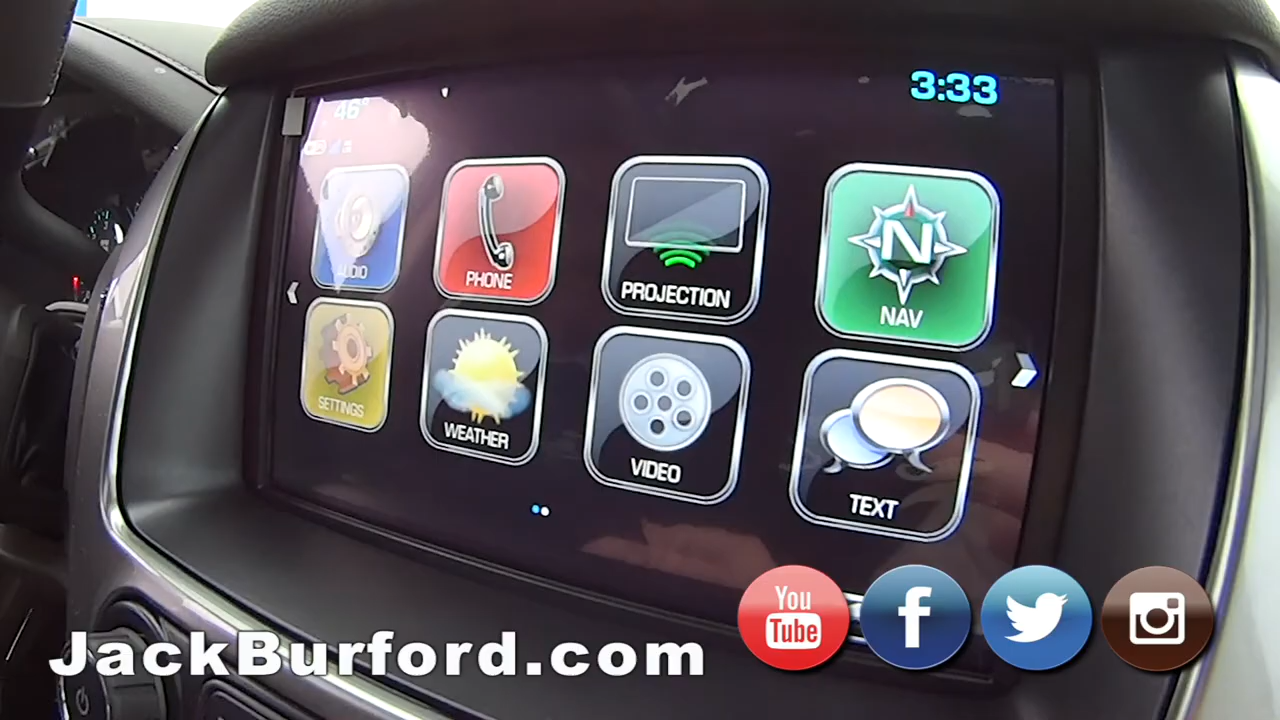 46°
3:33
AUDIO
PHONE
PROJECTION
NAV
SETTINGS
WEATHER
VIDEO
TEXT
You
Tube
JackBurford.com